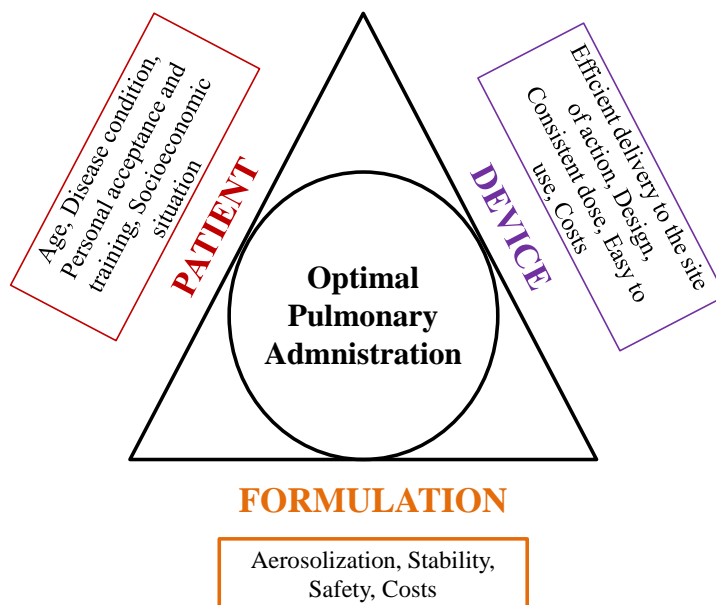 Age, Disease condition,
Personal acceptance and
training, Socioeconomic
situation
PATIENT
Efficient delivery to the site
of action, Design,
Consistent dose, Easy to
use, Costs
DEVICE
Optimal
Pulmonary
Admnistration
FORMULATION
Aerosolization, Stability,
Safety, Costs